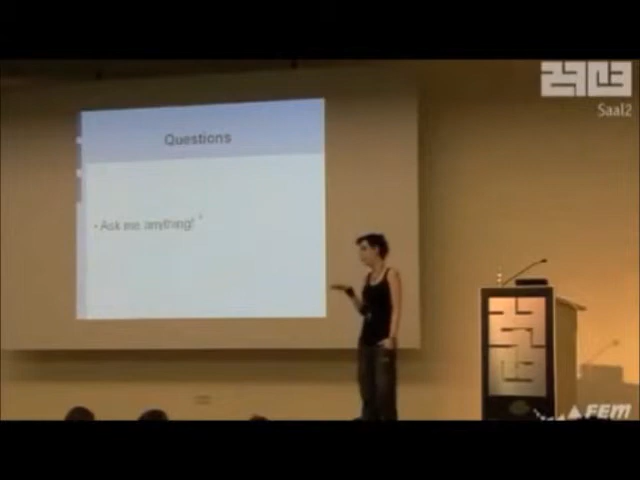 29C3
Saal2
Questions
• Ask me anything! *
FEM